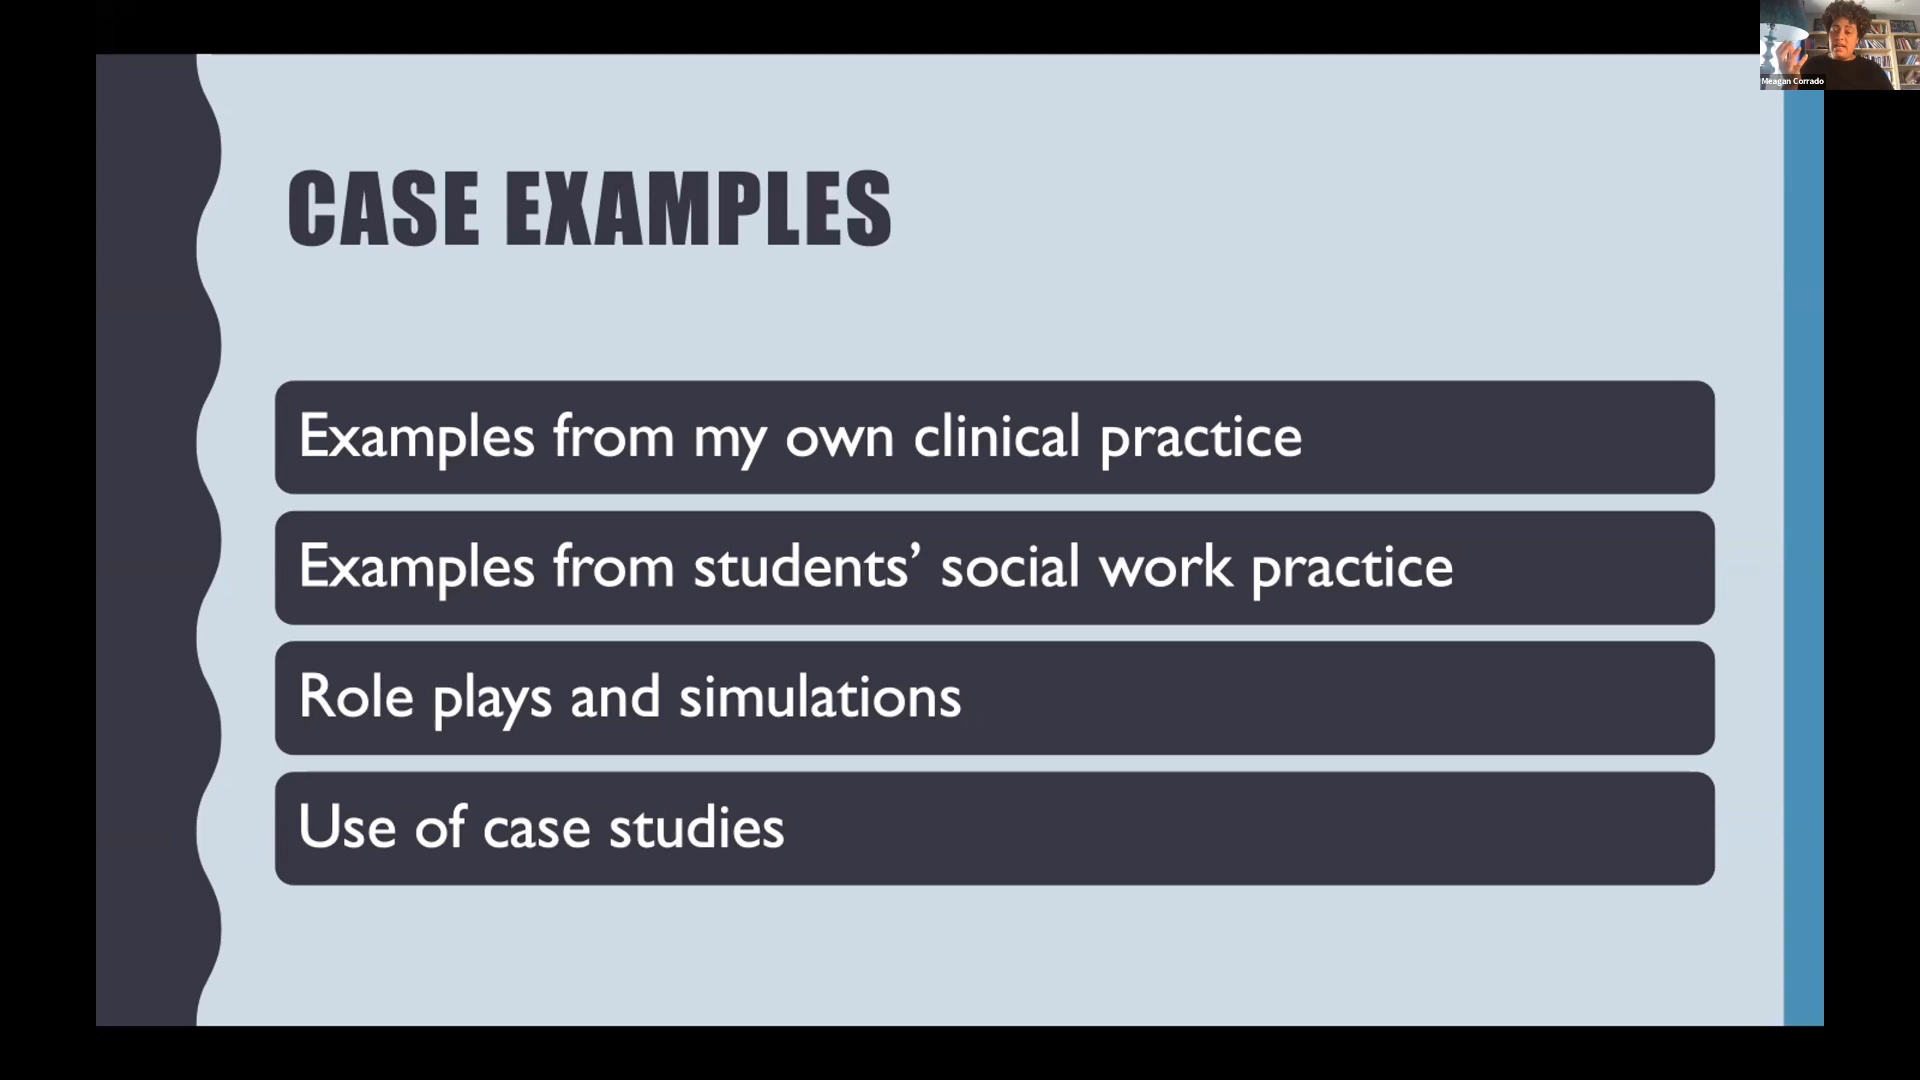 Meagan Corrado
CASE EXAMPLES
Examples from my own clinical practice
Examples from students’ social work practice
Role plays and simulations
Use of case studies